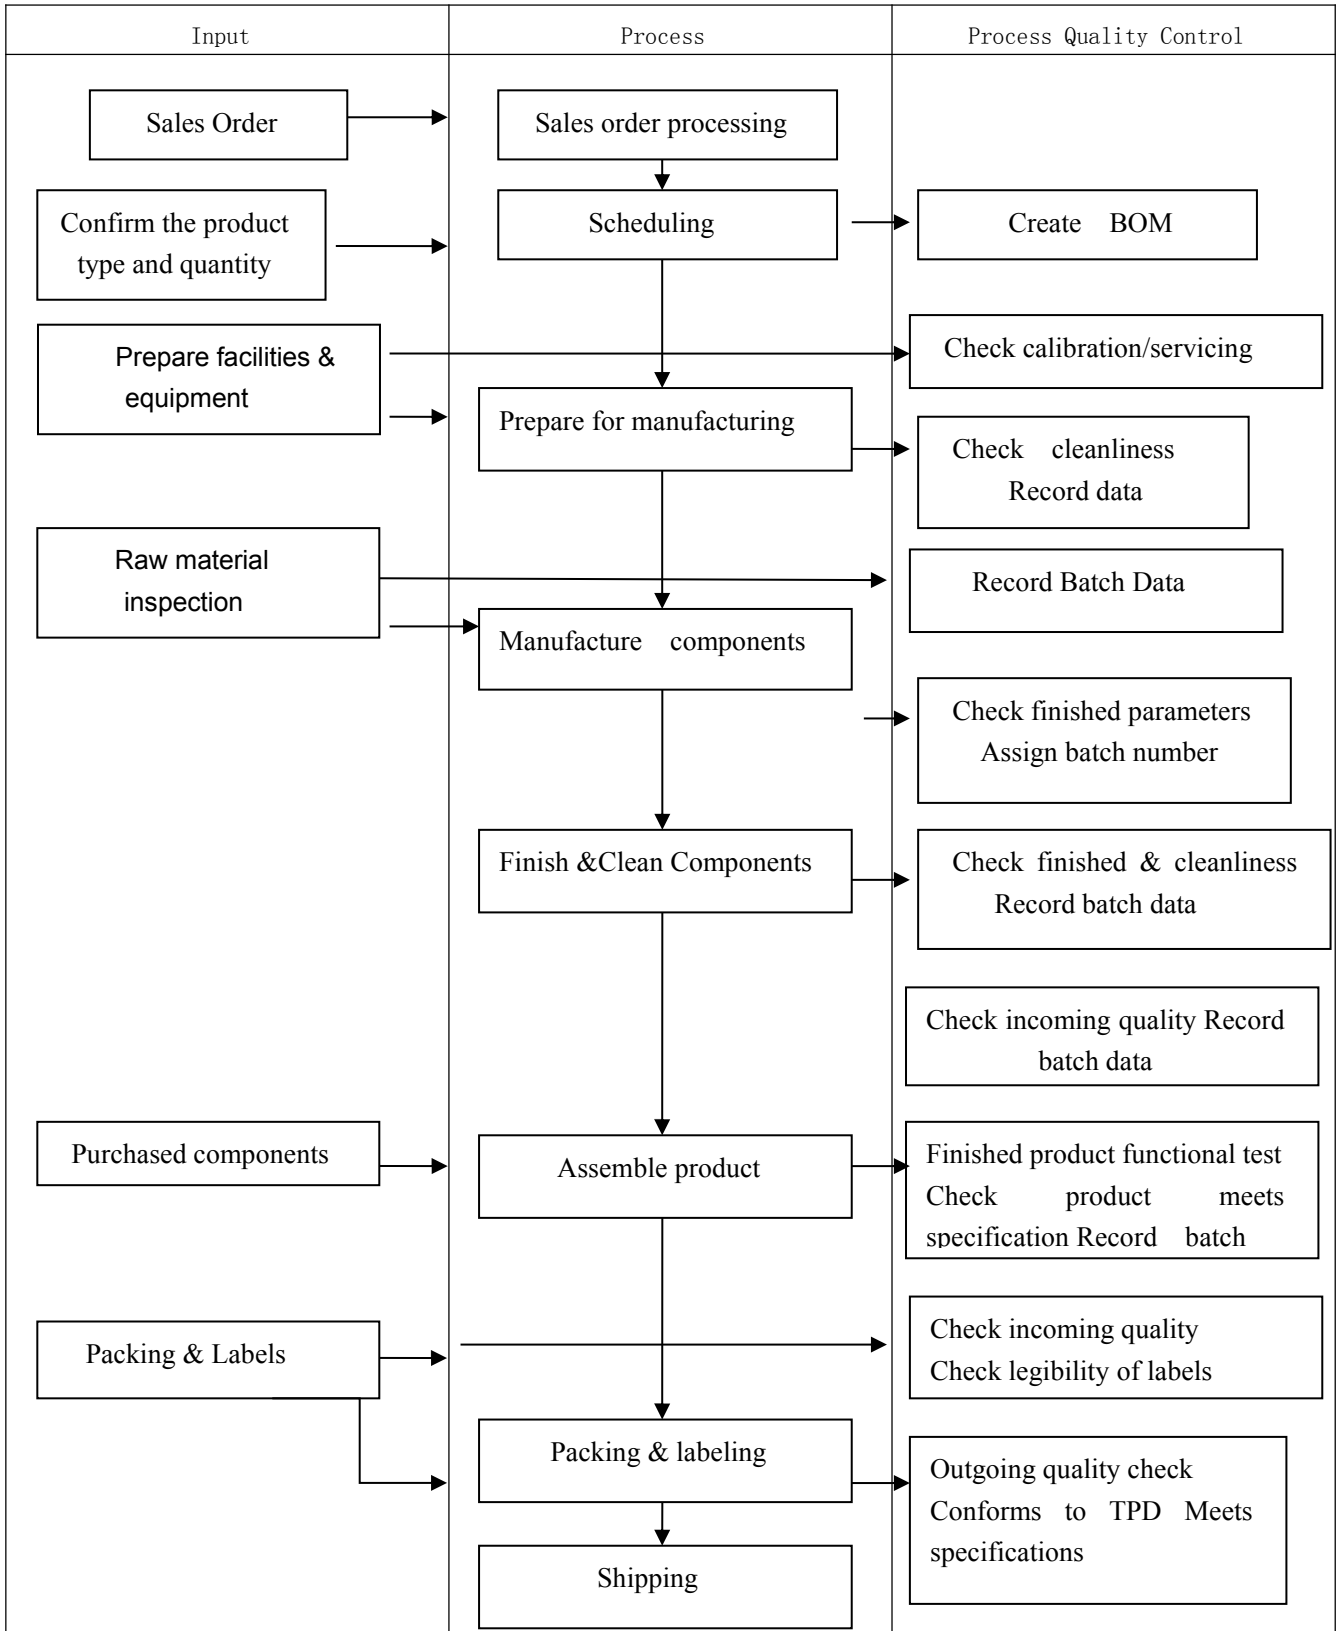 Input
Process
Process Quality Control
Sales Order
Sales order processing
Confirm the product
type and quantity
Scheduling
Create BOM
Prepare facilities &
equipment
Check calibration/servicing
Prepare for manufacturing
Check cleanliness
Record data
Raw material
inspection
Record Batch Data
Manufacture components
Check finished parameters
Assign batch number
Finish &Clean Components
Check finished & cleanliness
Record batch data
Check incoming quality Record
batch data
Purchased components
Assemble product
Finished product functional test
Check product meets
specification Record batch
Packing & Labels
Check incoming quality
Check legibility of labels
Packing & labeling
Outgoing quality check
Conforms to TPD Meets
specifications
Shipping